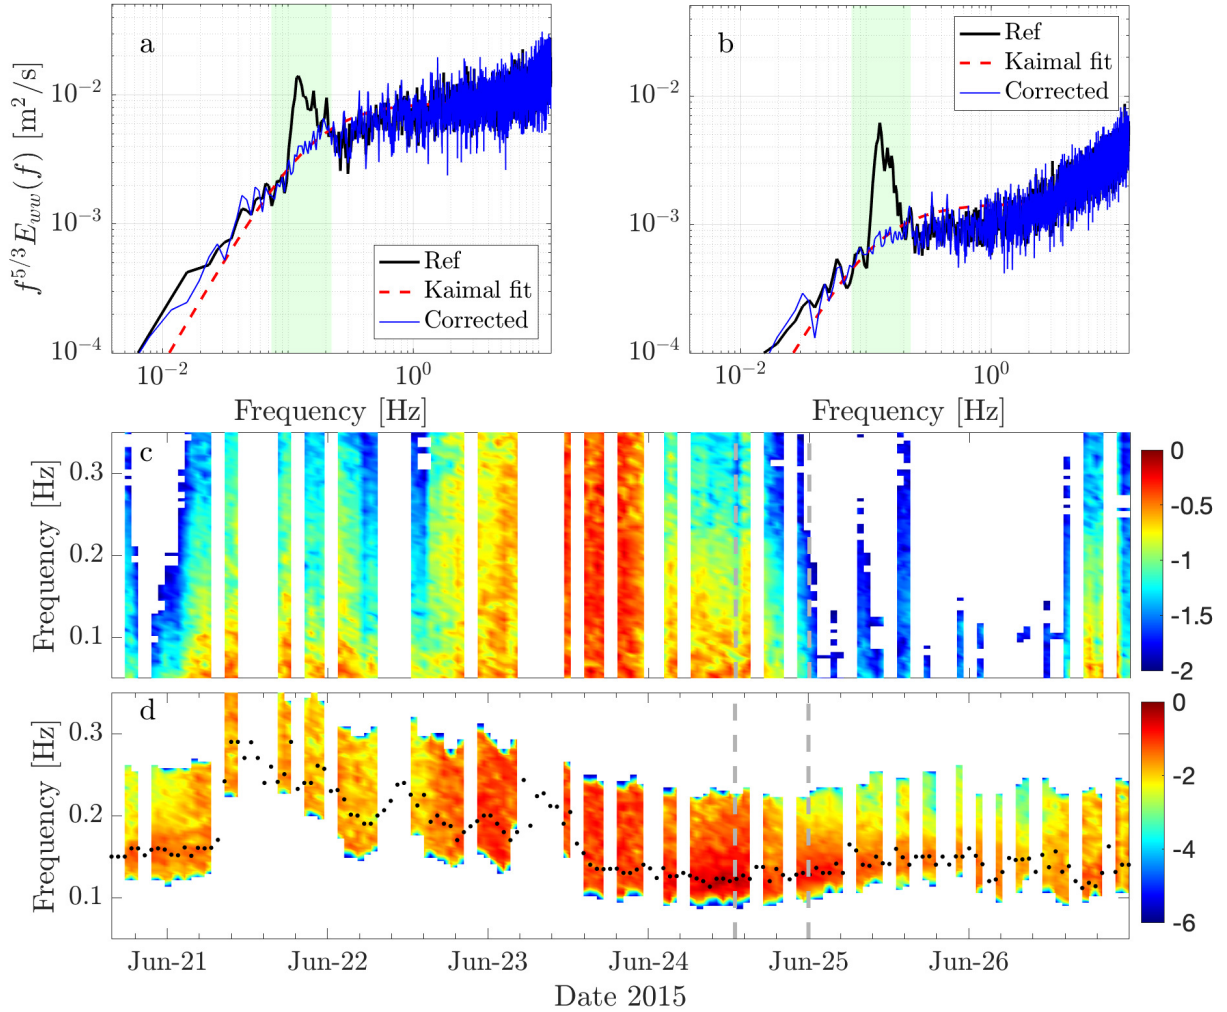 a
Ref
Kaimal fit
Corrected
f^{5/3}E_{ww}(f) [m^2/s]
10^{-2}
10^{-3}
10^{-4}
10^{-2}
10^0
Frequency [Hz]
b
Ref
Kaimal fit
Corrected
10^{-2}
10^{-3}
10^{-4}
10^{-2}
10^0
Frequency [Hz]
c
Frequency [Hz]
0.3
0.2
0.1
0
-0.5
-1
-1.5
-2
d
Frequency [Hz]
0.3
0.2
0.1
0
-2
-4
-6
Jun-21
Jun-22
Jun-23
Jun-24
Jun-25
Jun-26
Date 2015